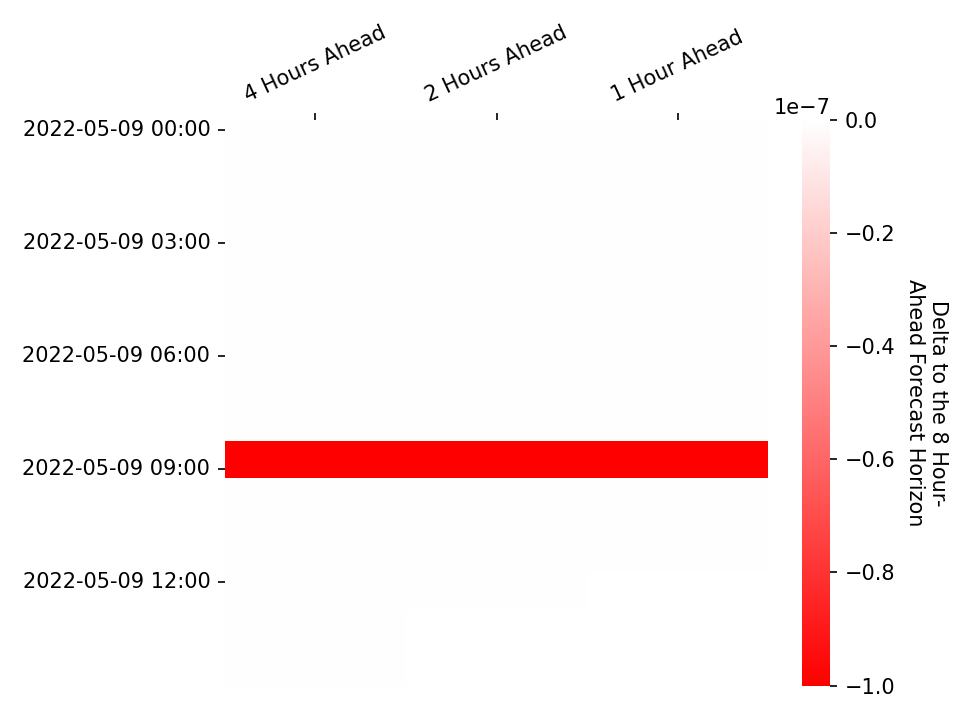 4 Hours Ahead
2 Hours Ahead
1 Hour Ahead
1e−7
2022-05-09 00:00
2022-05-09 03:00
2022-05-09 06:00
2022-05-09 09:00
2022-05-09 12:00
0.0
−0.2
−0.4
−0.6
−0.8
−1.0
Delta to the 8 Hour-
Ahead Forecast Horizon